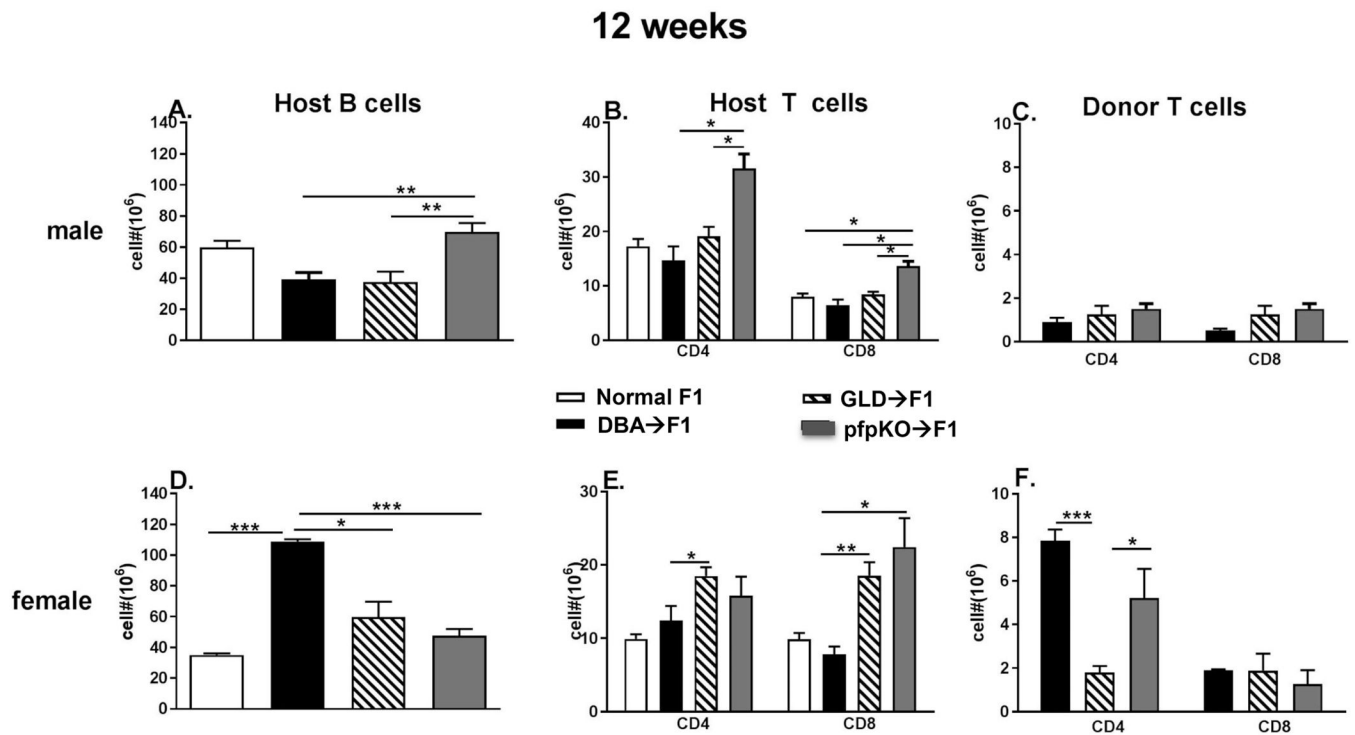 12 weeks
A.
Host B cells
B.
Host T cells
C.
Donor T cells
male
cell#(10⁶)
140
120
100
80
60
40
20
0
**
**
cell#(10⁶)
40
30
20
10
0
*
*
*
*
*
CD4
CD8
cell#(10⁶)
10
8
6
4
2
0
CD4
CD8
Normal F1
GLD→F1
DBA→F1
pfpKO→F1
female
D.
cell#(10⁶)
140
120
100
80
60
40
20
0
***
***
*
E.
cell#(10⁶)
30
20
10
0
*
*
**
CD4
CD8
F.
cell#(10⁶)
10
8
6
4
2
0
***
*
CD4
CD8